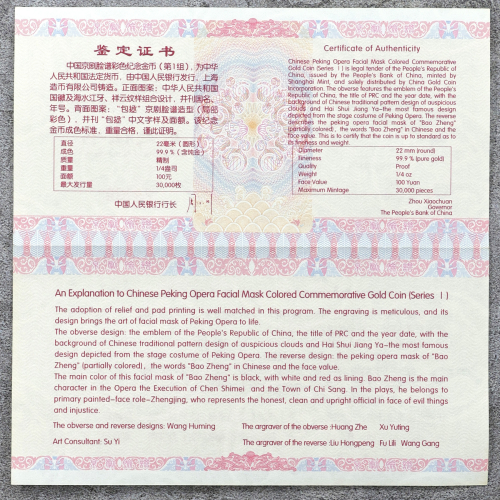 鉴定证书
中国京剧脸谱彩色纪念金币（第1组），为中华
人民共和国法定货币，由中国人民银行发行，上海
造币有限公司铸造。正面图案：中华人民共和国
国徽及海水江牙、祥云纹样组合设计，并刊国名、
年号。背面图案："包拯"京剧脸谱造型（局部
彩色），并刊"包拯"中文字样及面额。该纪念
金币成色标准，重量合格，谨此证明。
直径 22毫米（圆形）
成色 99.9%（含纯金）
质量 精制
重量 1/4盎司
面额 100元
最大发行量 30,000枚
中国人民银行行长
Certificate of Authenticity
Chinese Peking Opera Facial Mask Colored Commemorative
Gold Coin (Series I) is legal tender of the People's Republic of
China, issued by the People's Bank of China, minted by
Shanghai Mint, and solely distributed by China Gold Coin
Incorporation. The obverse features the emblem of the People's
Republic of China, the title of PRC and the year date, with the
background of Chinese traditional pattern design of auspicious
clouds and Hai Shui Jiang Ya-the most famous design
depicted from the stage costume of Peking Opera. The reverse
describes the peking opera mask of "Bao Zheng"
(partially colored), the words "Bao Zheng" in Chinese and the
face value. This is to certify that the coin is up to standard as to
its fineness and weight.
Diameter 22 mm (round)
fineness 99.9 % (pure gold)
Quality Proof
Weight 1/4 oz
Face Value 100 Yuan
Maximum Mintage 30,000 pieces
Zhou Xiaochuan
Governor
The People's Bank of China
An Explanation to Chinese Peking Opera Facial Mask Colored Commemorative Gold Coin (Series I)
The adoption of relief and pad printing is well matched in this program. The engraving is meticulous, and its
design brings the art of facial mask of Peking Opera to life.
The obverse design: the emblem of the People's Republic of China, the title of PRC and the year date, with the
background of Chinese traditional pattern design of auspicious clouds and Hai Shui Jiang Ya-the most famous
design depicted from the stage costume of Peking Opera. The reverse design: the peking opera mask of "Bao
Zheng" (partially colored), the words "Bao Zheng" in Chinese and the face value.
The main color of this facial mask of "Bao Zheng" is black, with white and red as lining. Bao Zheng is the main
character in the Opera the Execution of Chen Shimei and the Town of Chi Sang. In the plays, he belongs to
primary painted-face role-Zhengjing, who represents the honest, clean and upright official in face of evil things
and injustice.
The obverse and reverse designs: Wang Huming The argraver of the obverse :Huang Zhe Xu Yuting
Art Consultant: Su Yi The argraver of the reverse :Liu Hongpeng Fu Lili Wang Gang